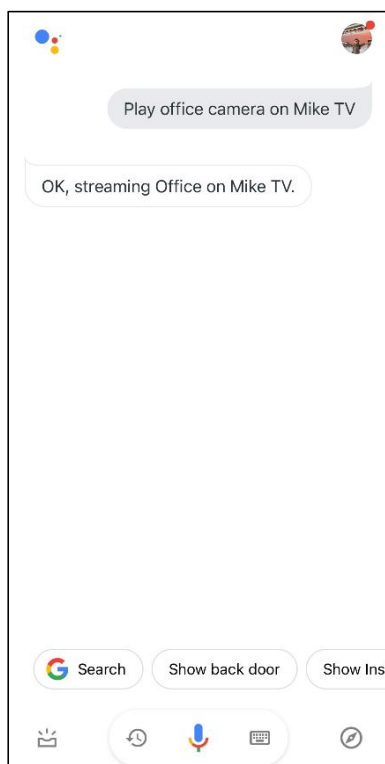 Play office camera on Mike TV
OK, streaming Office on Mike TV.
Search
Show back door
Show Ins